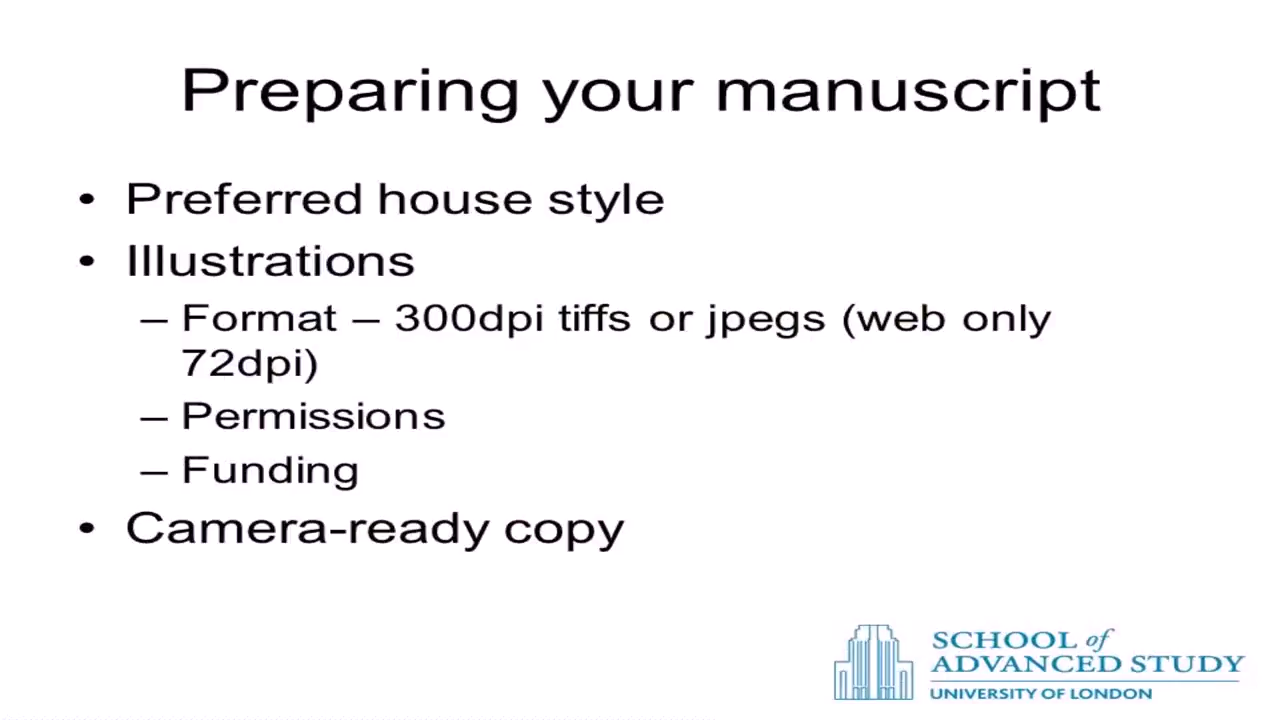 Preparing your manuscript
• Preferred house style
• Illustrations
– Format – 300dpi tiffs or jpegs (web only
72dpi)
– Permissions
– Funding
• Camera-ready copy
SCHOOL of
ADVANCED STUDY
UNIVERSITY OF LONDON